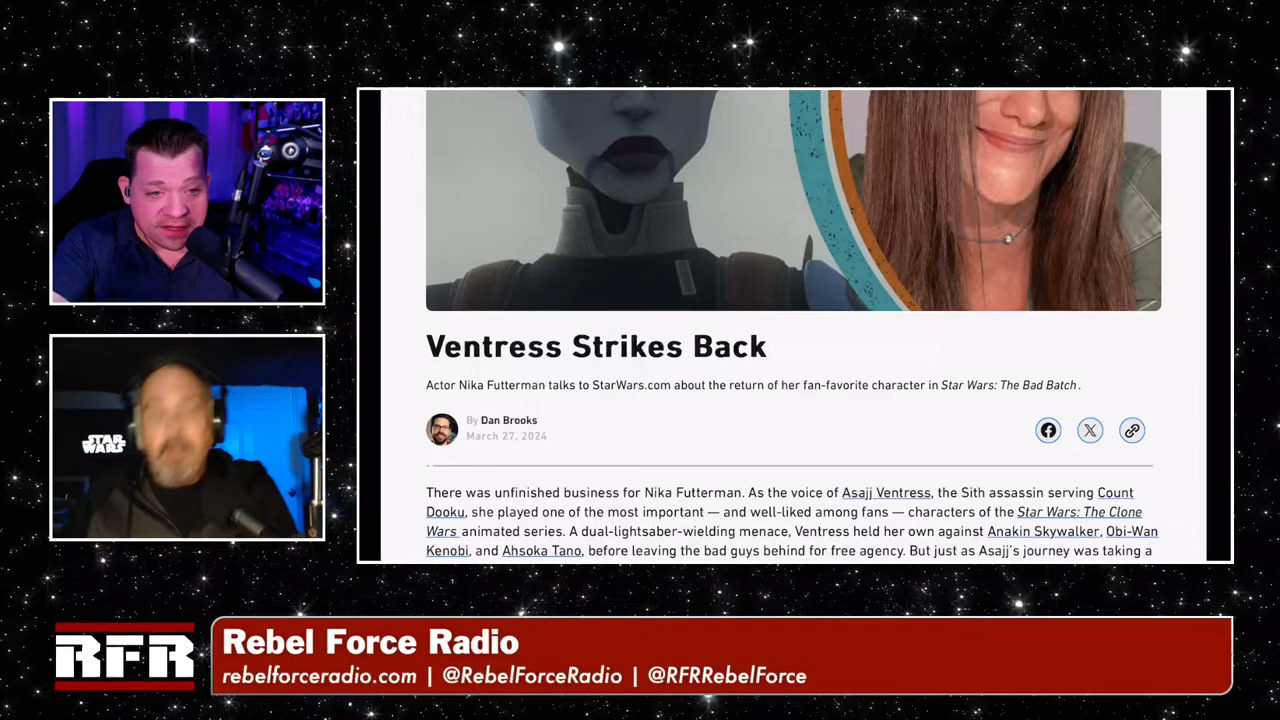 STAR
WARS
Ventress Strikes Back
Actor Nika Futterman talks to StarWars.com about the return of her fan-favorite character in Star Wars: The Bad Batch.
By Dan Brooks
March 27, 2024
There was unfinished business for Nika Futterman. As the voice of Asajj Ventress, the Sith assassin serving Count
Dooku, she played one of the most important — and well-liked among fans — characters of the Star Wars: The Clone
Wars animated series. A dual-lightsaber-wielding menace, Ventress held her own against Anakin Skywalker, Obi-Wan
Kenobi, and Ahsoka Tano, before leaving the bad guys behind for free agency. But just as Asajj's journey was taking a
RFR
Rebel Force Radio
rebelforceradio.com | @RebelForceRadio | @RFRRebelForce